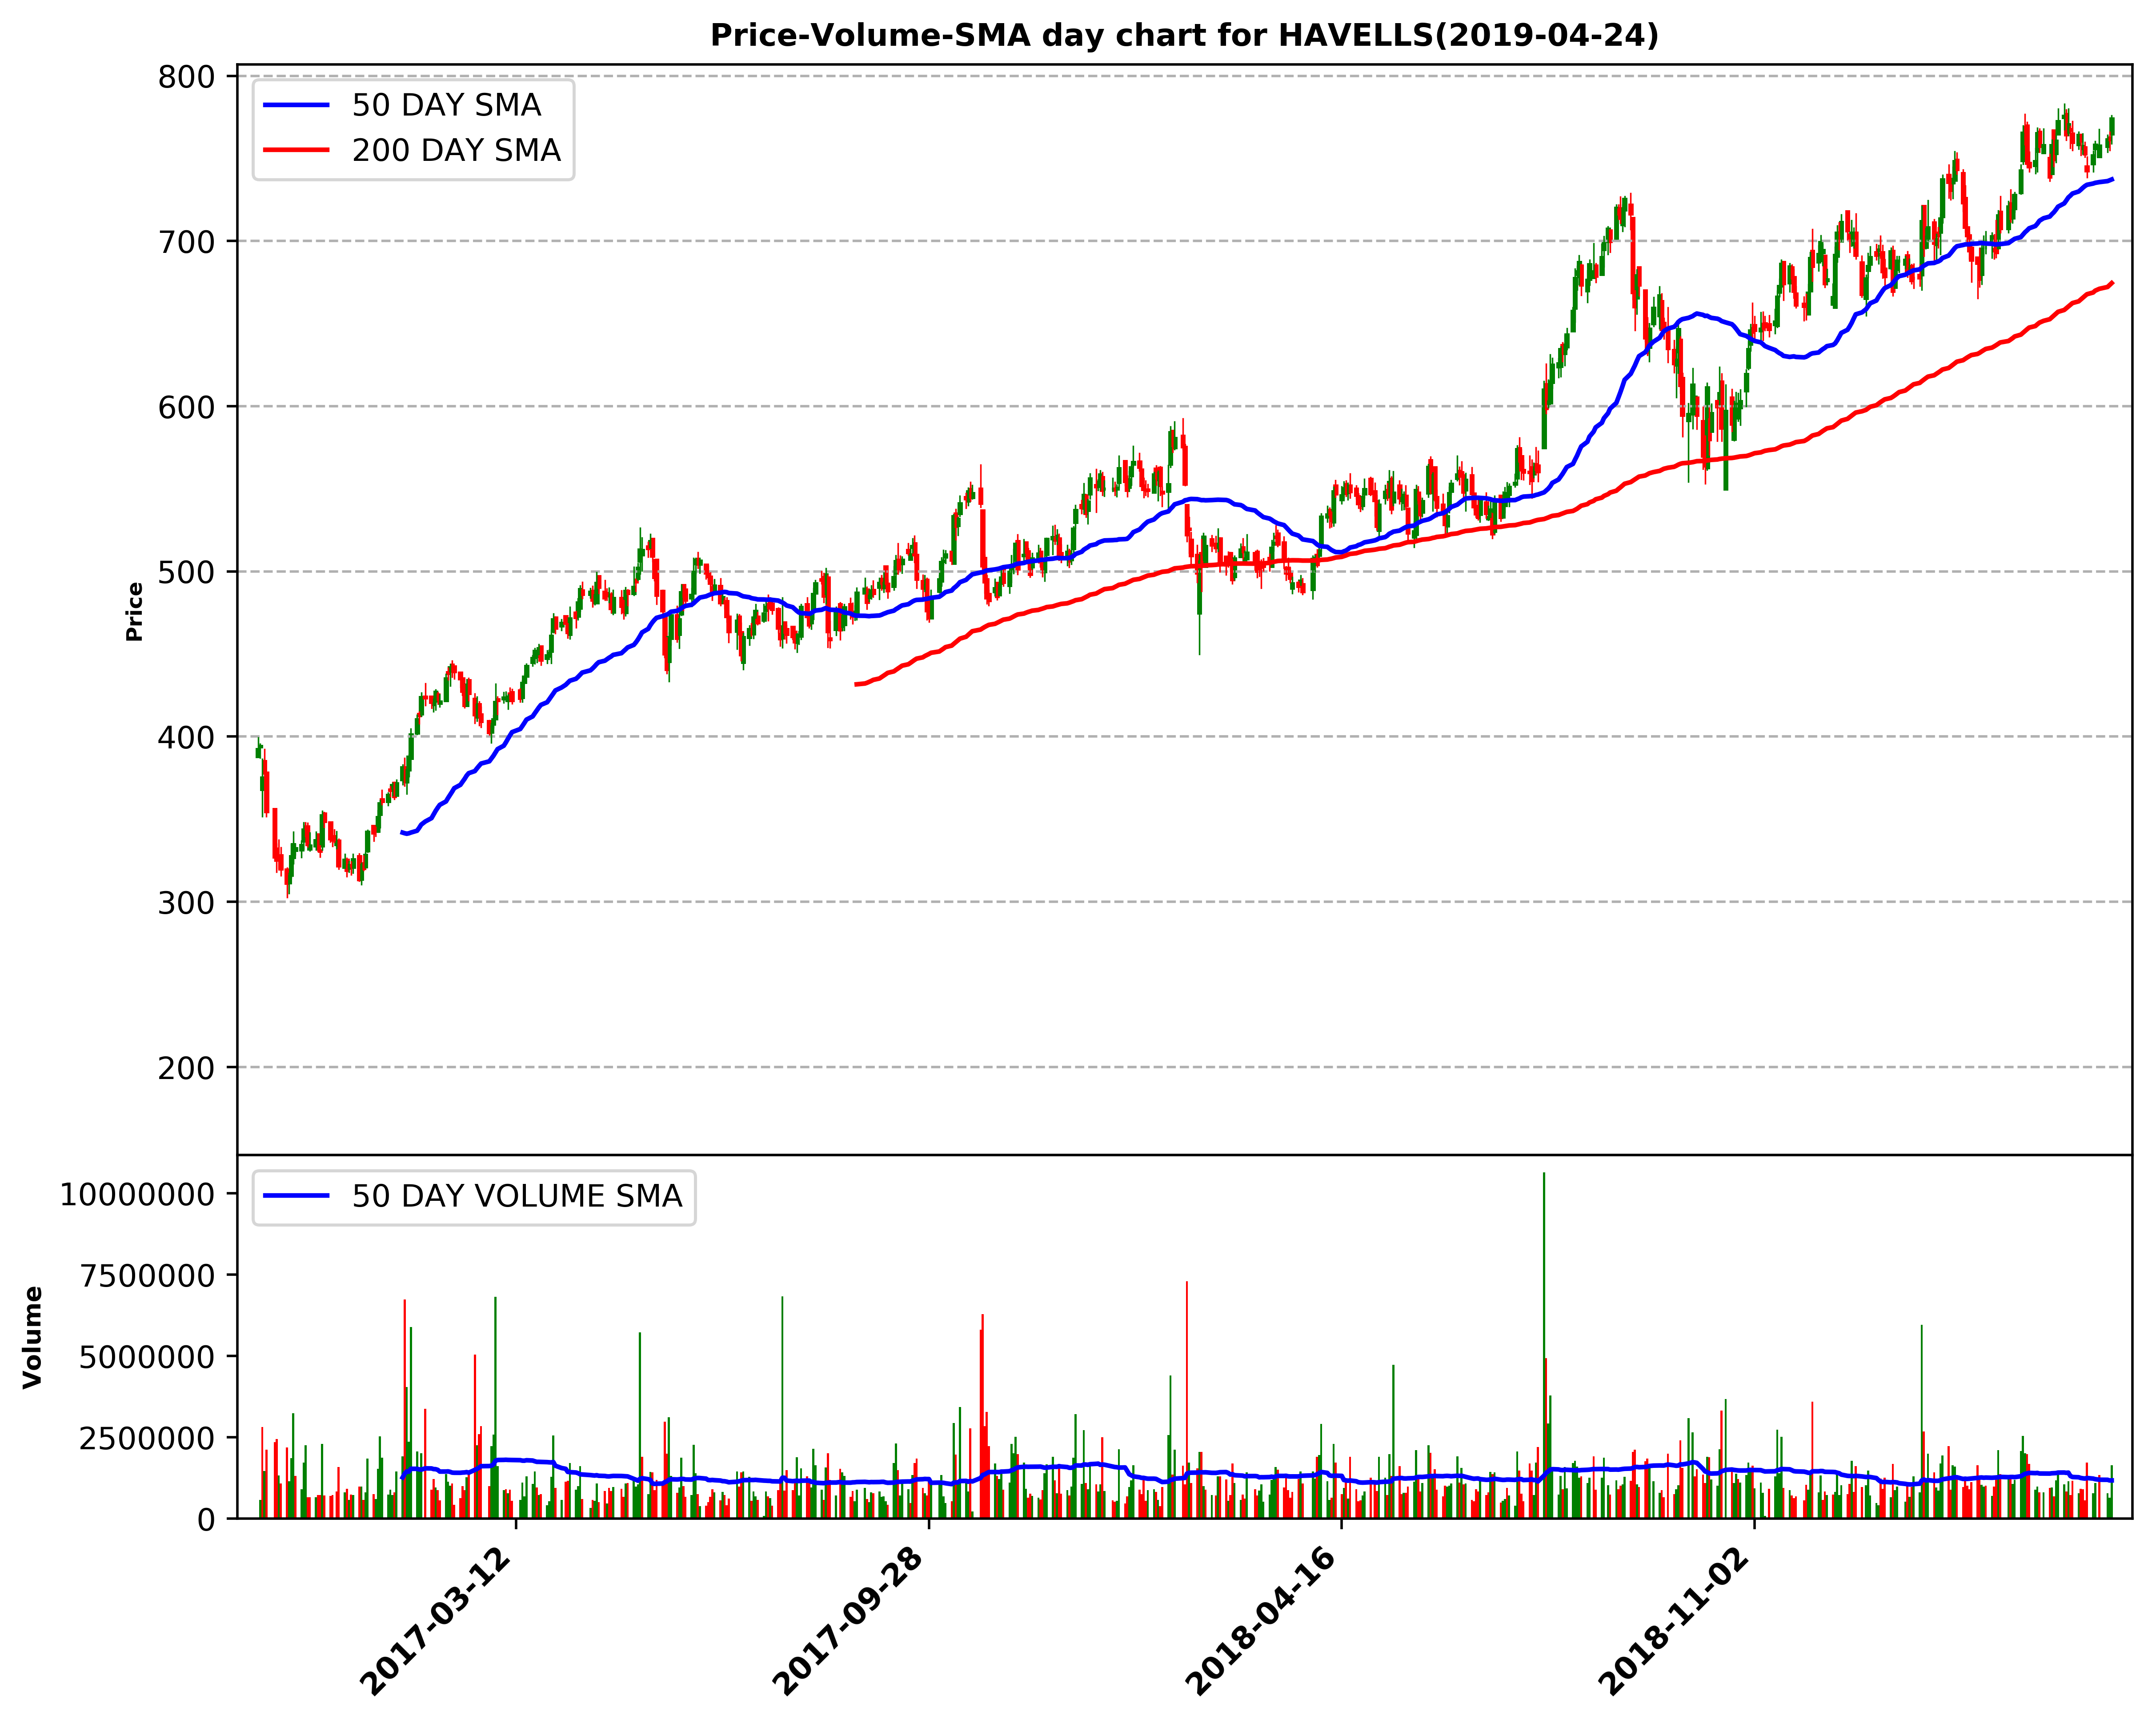 Price-Volume-SMA day chart for HAVELLS(2019-04-24)
50 DAY SMA
200 DAY SMA
800
700
600
500
400
300
200
Price
50 DAY VOLUME SMA
10000000
7500000
5000000
2500000
0
Volume
2017-03-12
2017-09-28
2018-04-16
2018-11-02